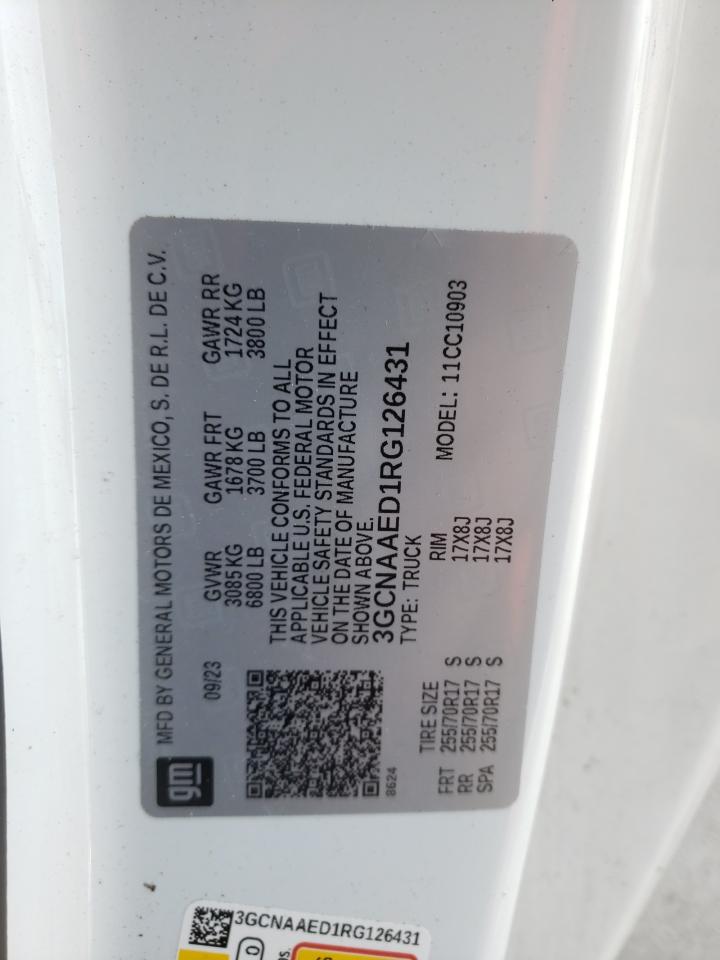 gm MFD BY GENERAL MOTORS DE MEXICO, S. DE R.L. DE C.V.
09/23 GVWR GAWR FRT GAWR RR
3085 KG 1678 KG 1724 KG
6800 LB 3700 LB 3800 LB
THIS VEHICLE CONFORMS TO ALL
APPLICABLE U.S. FEDERAL MOTOR
VEHICLE SAFETY STANDARDS IN EFFECT
ON THE DATE OF MANUFACTURE
SHOWN ABOVE.
3GCNAAED1RG126431
8624 TYPE: TRUCK
TIRE SIZE RIM MODEL: 11CC10903
FRT 255/70R17 S 17X8J
RR 255/70R17 S 17X8J
SPA 255/70R17 S 17X8J
3GCNAAED1RG126431